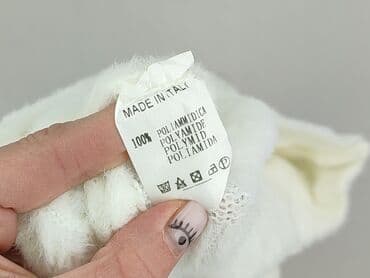 MADE IN ITALY
100% POLIAMMIDICA
POLYAMIDE
POLYMID
POLIAMIDA